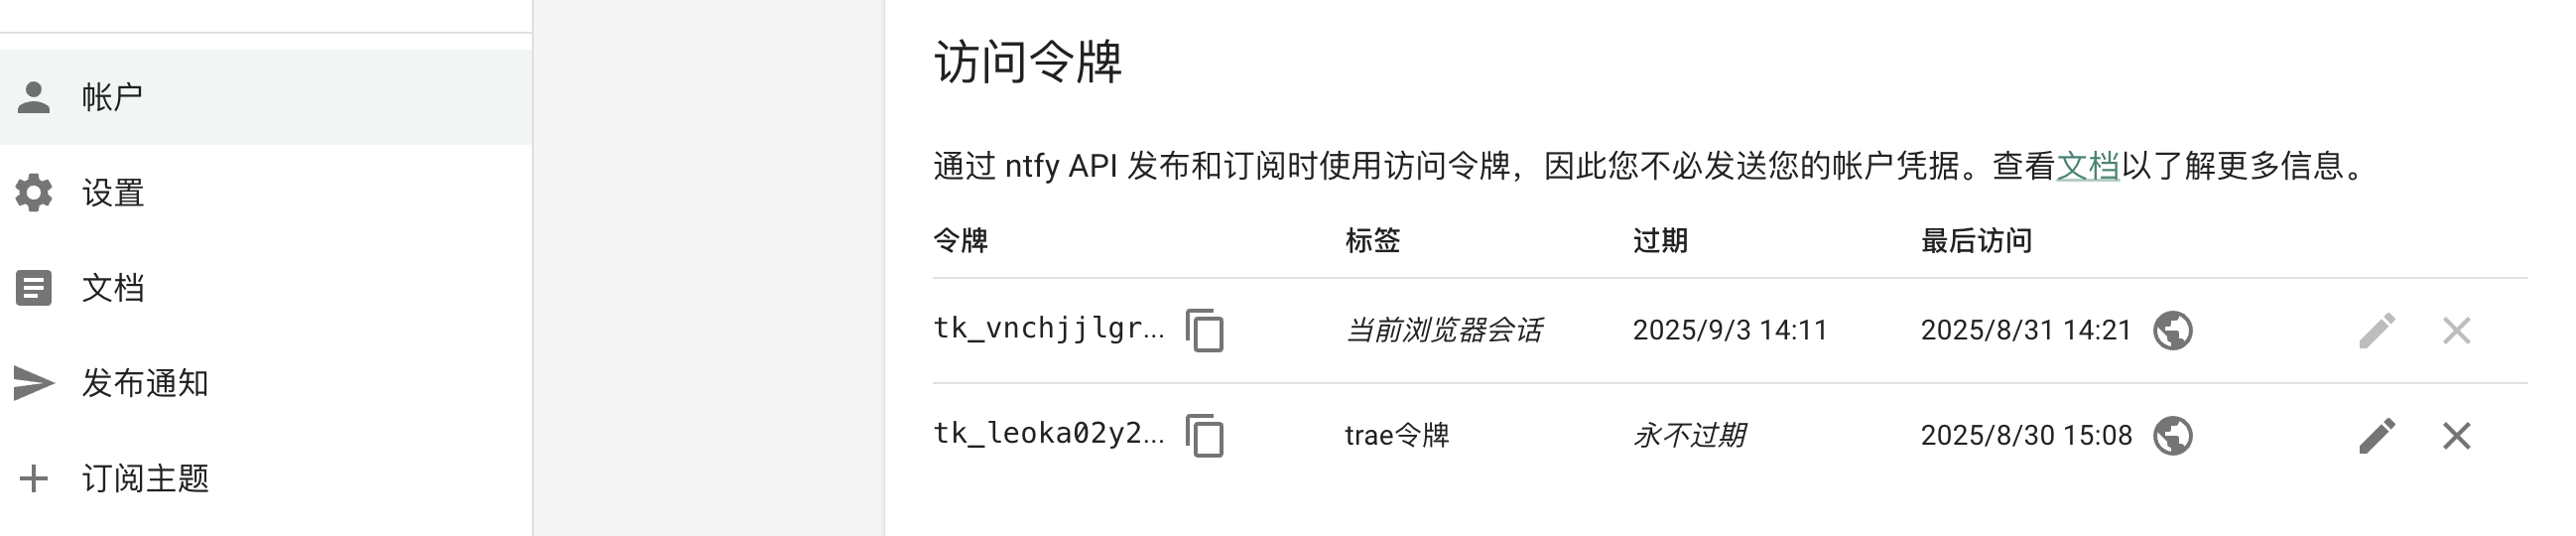 帐户
设置
文档
发布通知
订阅主题
访问令牌
通过 ntfy API 发布和订阅时使用访问令牌，因此您不必发送您的帐户凭据。查看文档以了解更多信息。
令牌 标签 过期 最后访问
tk_vnchjjlgr... 当前浏览器会话 2025/9/3 14:11 2025/8/31 14:21
tk_leoka02y2... trae令牌 永不过期 2025/8/30 15:08